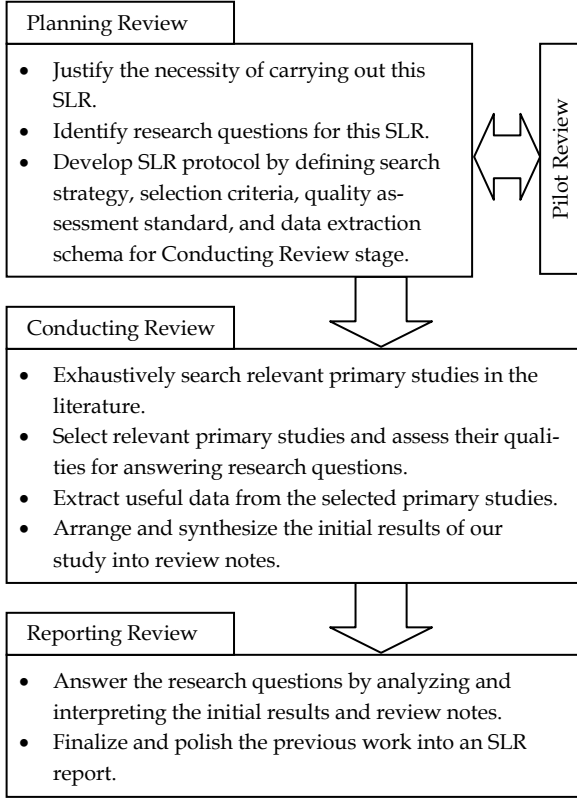 Planning Review
• Justify the necessity of carrying out this
SLR.
• Identify research questions for this SLR.
• Develop SLR protocol by defining search
strategy, selection criteria, quality as-
sessment standard, and data extraction
schema for Conducting Review stage.
Pilot Review
Conducting Review
• Exhaustively search relevant primary studies in the
literature.
• Select relevant primary studies and assess their quali-
ties for answering research questions.
• Extract useful data from the selected primary studies.
• Arrange and synthesize the initial results of our
study into review notes.
Reporting Review
• Answer the research questions by analyzing and
interpreting the initial results and review notes.
• Finalize and polish the previous work into an SLR
report.